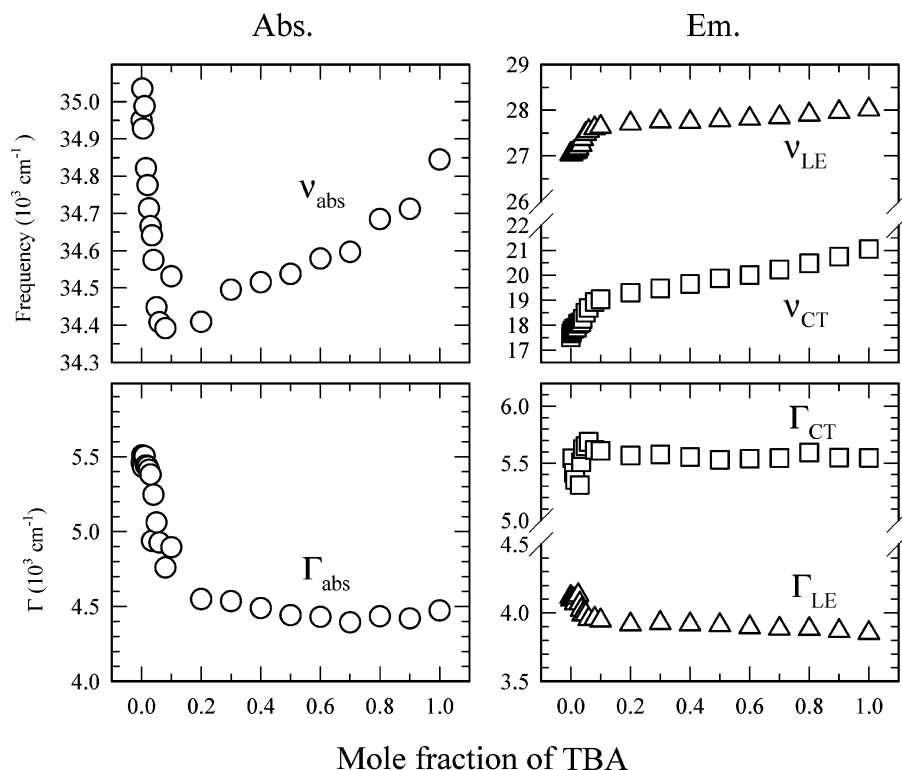 Abs.
Em.
Frequency (10³ cm⁻¹)
35.0
34.9
34.8
34.7
34.6
34.5
34.4
34.3
ν_abs
29
28
27
26
21
20
19
18
17
ν_LE
ν_CT
Γ (10³ cm⁻¹)
5.5
5.0
4.5
4.0
Γ_abs
6.0
5.5
5.0
4.5
4.0
3.5
Γ_CT
Γ_LE
0.0 0.2 0.4 0.6 0.8 1.0
0.0 0.2 0.4 0.6 0.8 1.0
Mole fraction of TBA